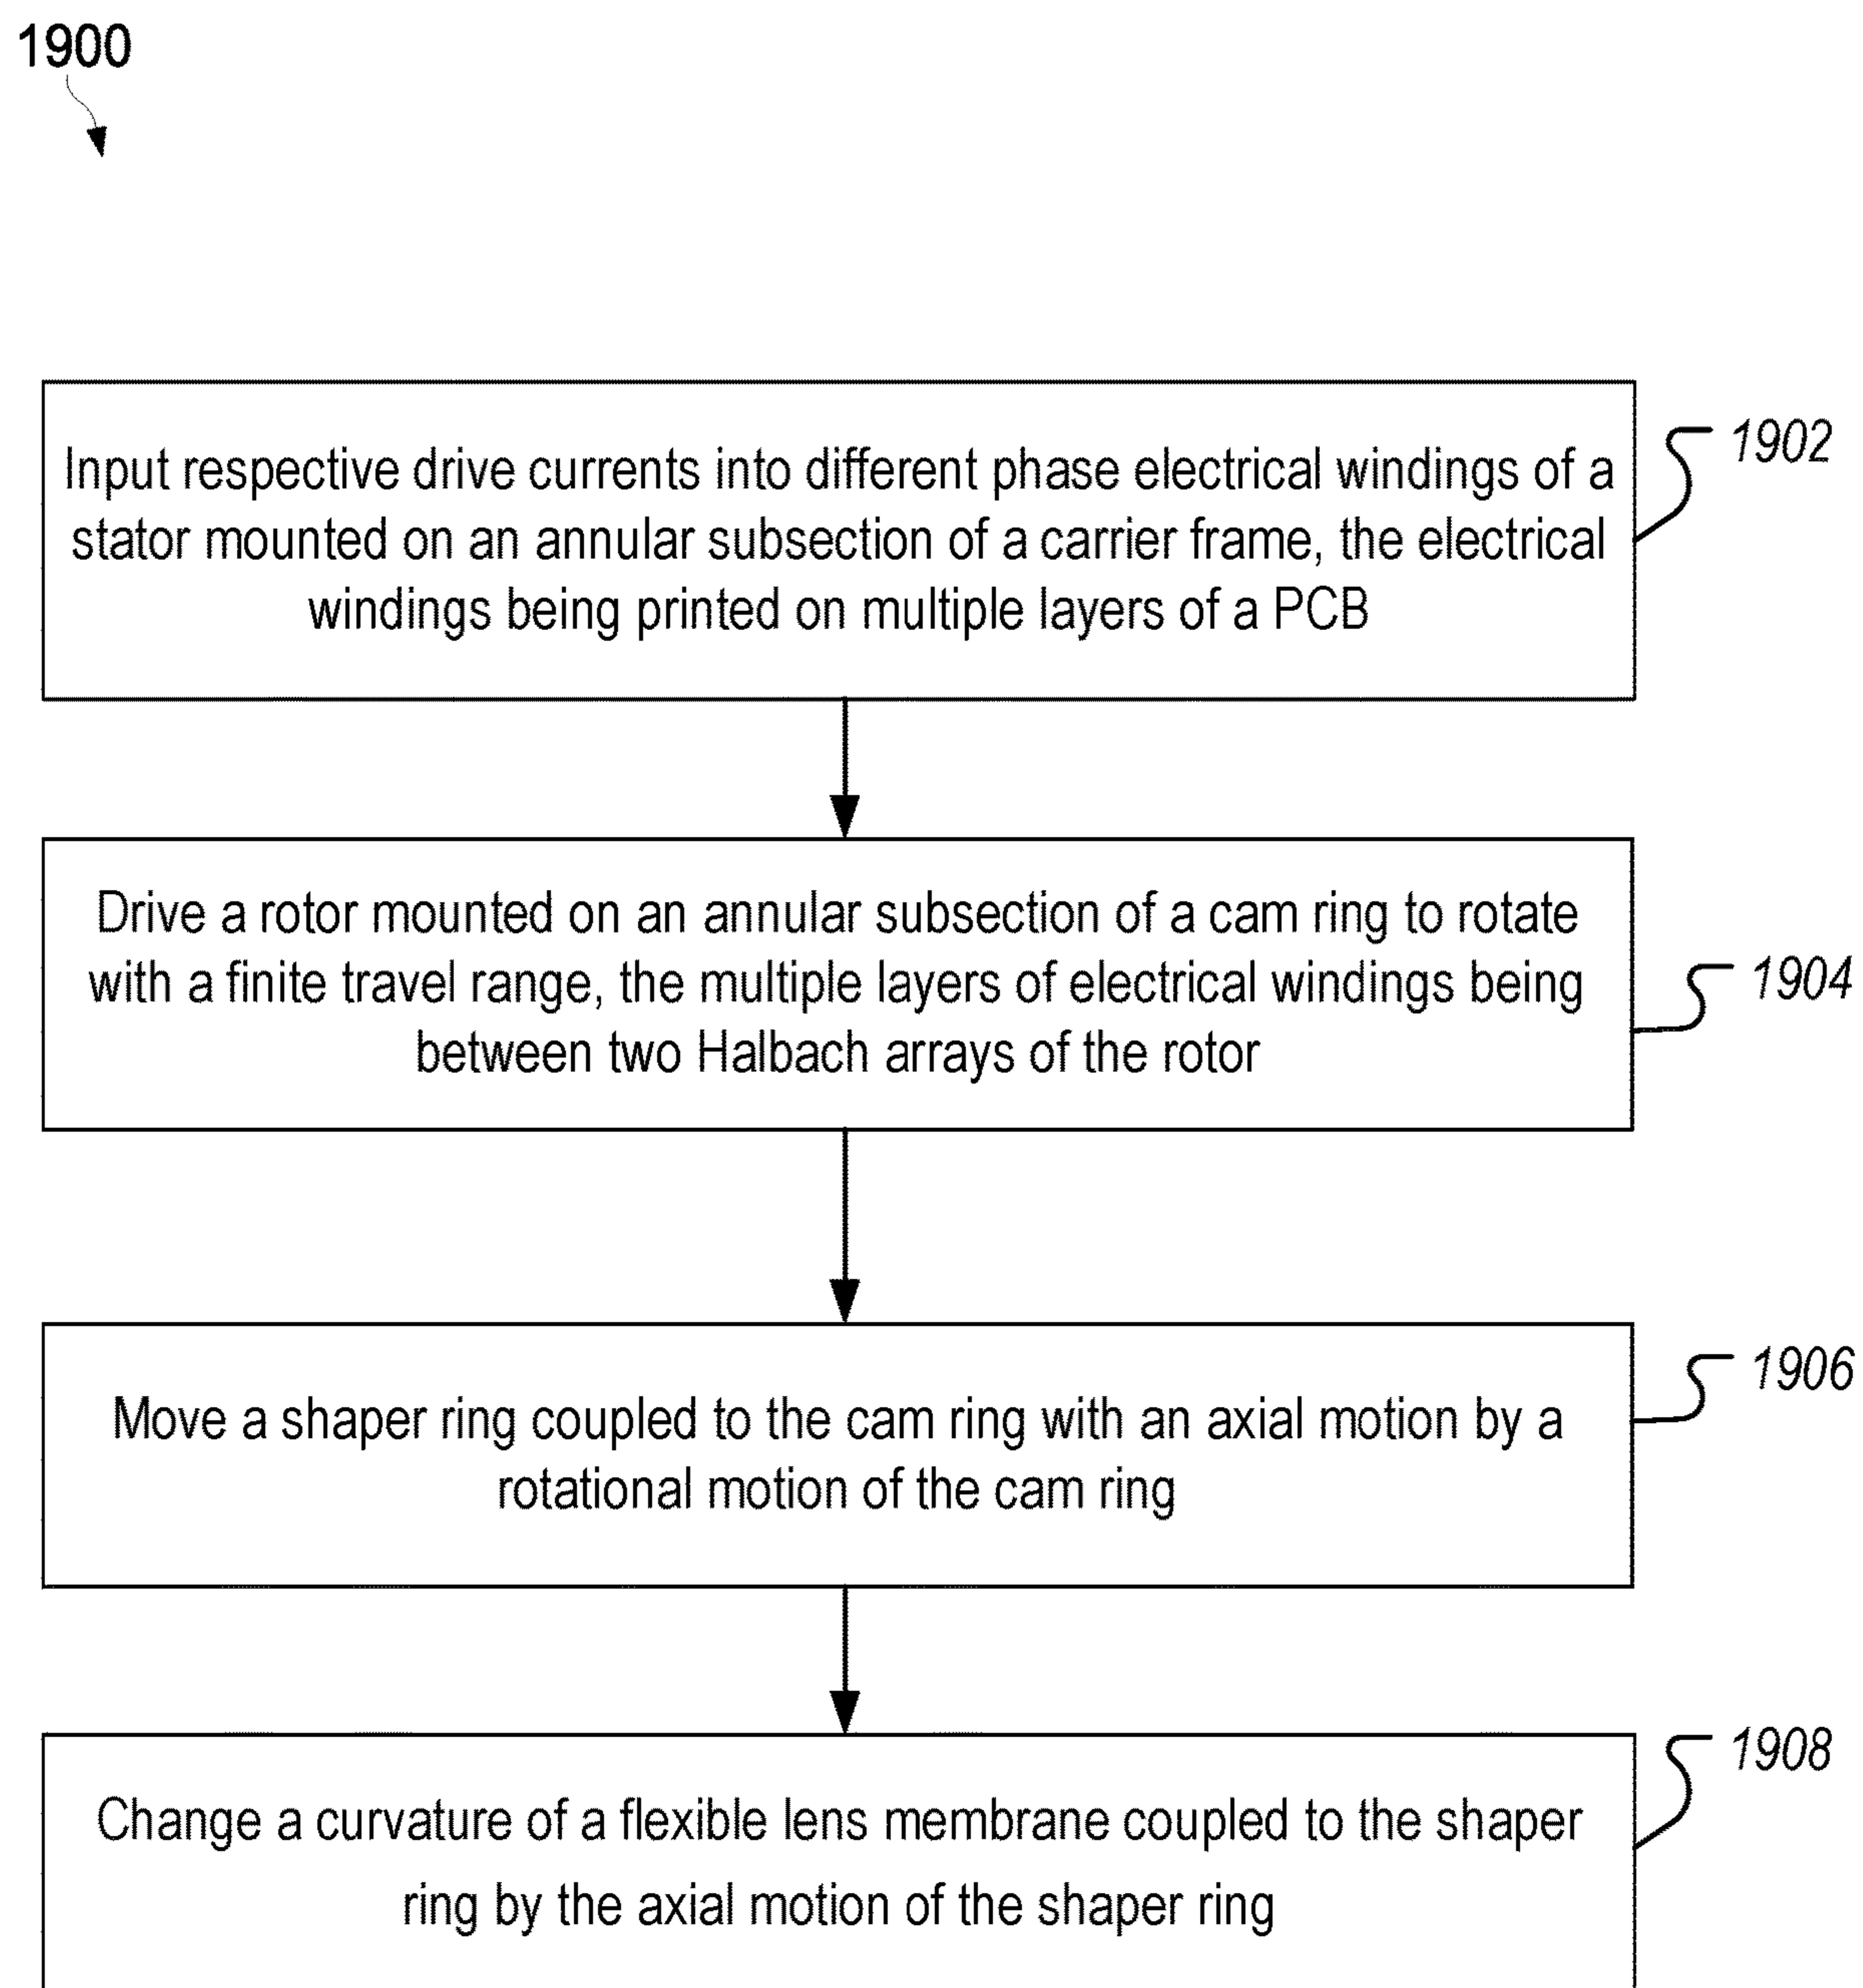 1900
Input respective drive currents into different phase electrical windings of a
stator mounted on an annular subsection of a carrier frame, the electrical
windings being printed on multiple layers of a PCB
1902
Drive a rotor mounted on an annular subsection of a cam ring to rotate
with a finite travel range, the multiple layers of electrical windings being
between two Halbach arrays of the rotor
1904
Move a shaper ring coupled to the cam ring with an axial motion by a
rotational motion of the cam ring
1906
Change a curvature of a flexible lens membrane coupled to the shaper
ring by the axial motion of the shaper ring
1908